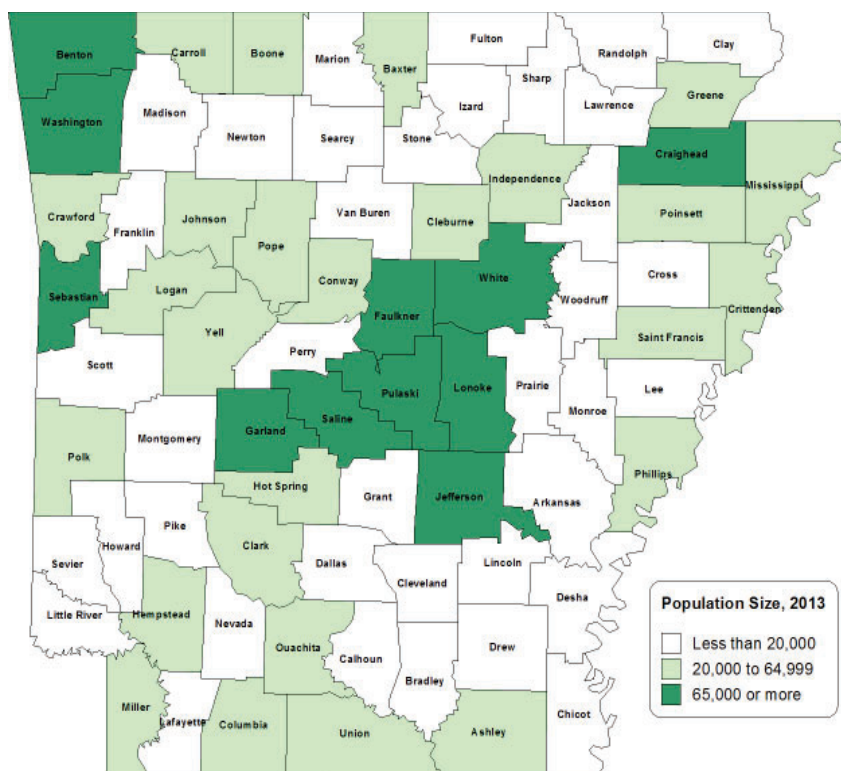 Benton
Carroll
Boone
Marion
Baxter
Fulton
Randolph
Clay
Sharp
Izard
Lawrence
Greene
Washington
Madison
Newton
Searcy
Stone
Independence
Craighead
Mississippi
Jackson
Poinsett
Crawford
Franklin
Johnson
Pope
Van Buren
Cleburne
Sebastian
Logan
Conway
Faulkner
White
Woodruff
Cross
Crittenden
Yell
Saint Francis
Scott
Perry
Pulaski
Lonoke
Prairie
Monroe
Lee
Garland
Saline
Montgomery
Polk
Hot Spring
Grant
Jefferson
Arkansas
Phillips
Pike
Howard
Sevier
Clark
Dallas
Cleveland
Lincoln
Desha
Little River
Hempstead
Nevada
Ouachita
Calhoun
Bradley
Drew
Miller
Lafayette
Columbia
Union
Ashley
Chicot
Population Size, 2013
Less than 20,000
20,000 to 64,999
65,000 or more